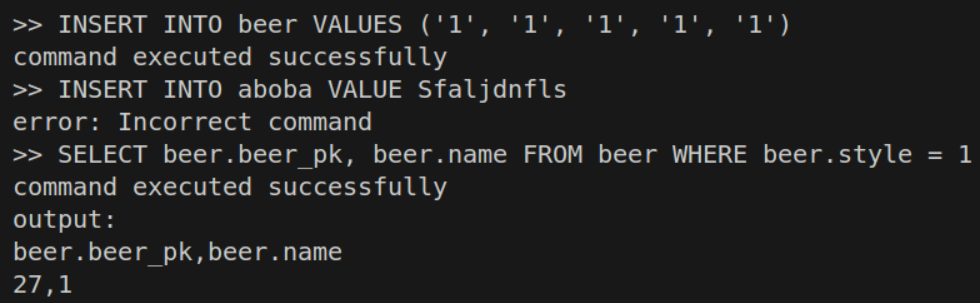 >> INSERT INTO beer VALUES ('1', '1', '1', '1', '1')
command executed successfully
>> INSERT INTO aboba VALUE Sfaljdnfls
error: Incorrect command
>> SELECT beer.beer_pk, beer.name FROM beer WHERE beer.style = 1
command executed successfully
output:
beer.beer_pk,beer.name
27,1